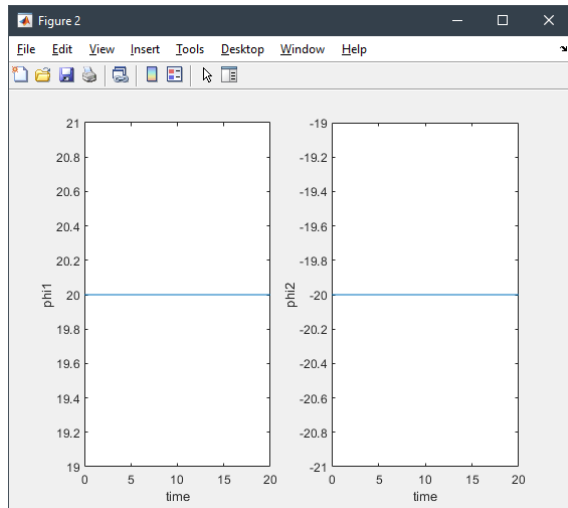 Figure 2
File Edit View Insert Tools Desktop Window Help
21
20.8
20.6
20.4
20.2
20
19.8
19.6
19.4
19.2
19
phi1
0 5 10 15 20
time
-19
-19.2
-19.4
-19.6
-19.8
-20
-20.2
-20.4
-20.6
-20.8
-21
phi2
0 5 10 15 20
time